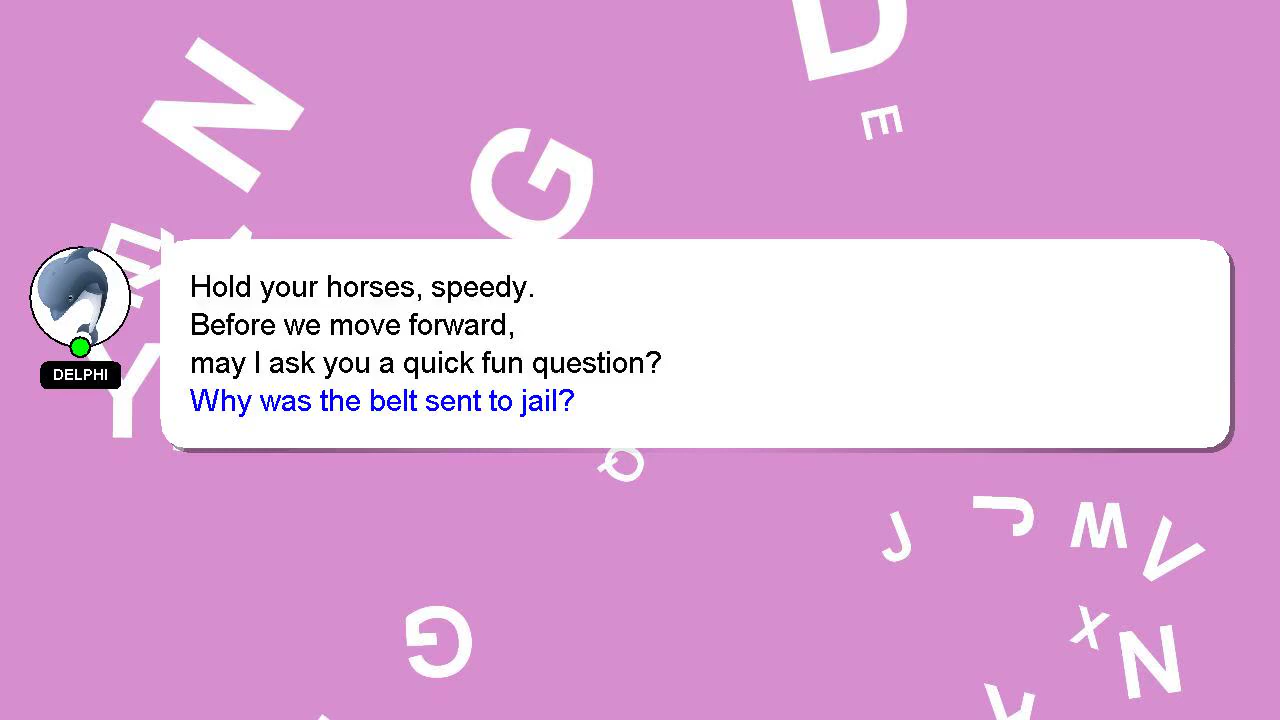 N
D
E
G
Hold your horses, speedy.
Before we move forward,
may I ask you a quick fun question?
Why was the belt sent to jail?
DELPHI
Y
Q
J
J
W
V
X
G
N